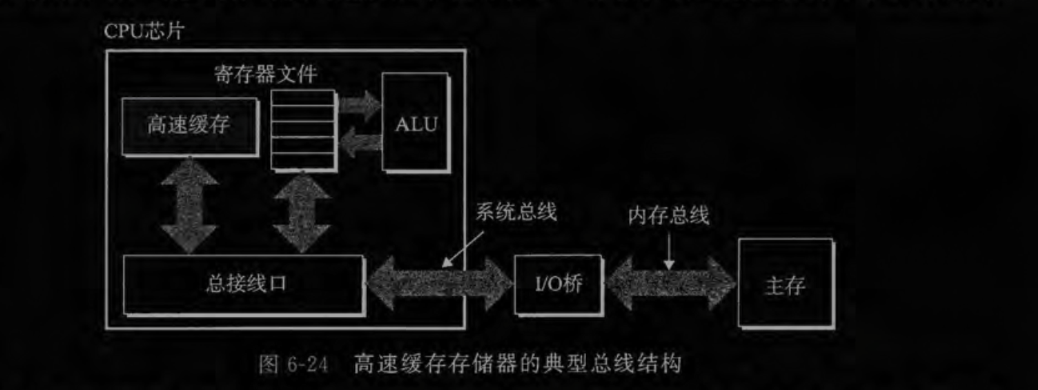 CPU芯片
寄存器文件
高速缓存
ALU
系统总线
内存总线
总接线口
I/O桥
主存
图 6-24 高速缓存存储器的典型总线结构